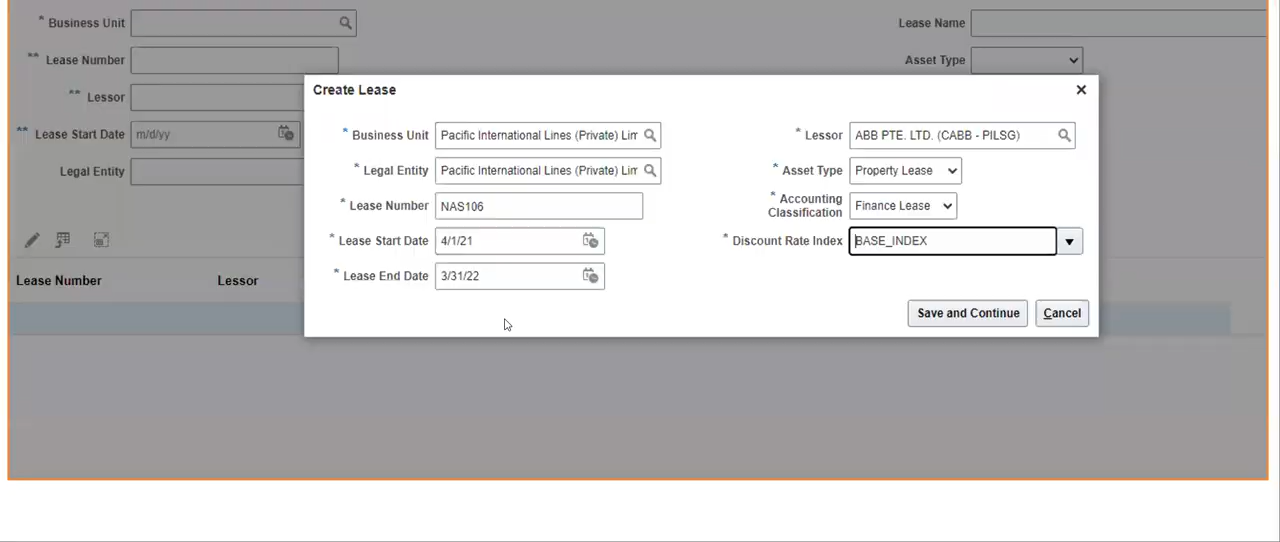 * Business Unit
Lease Name
** Lease Number
Asset Type
** Lessor
** Lease Start Date m/d/yy
Legal Entity
Lease Number Lessor
Create Lease
* Business Unit Pacific International Lines (Private) Lim
* Lessor ABB PTE. LTD. (CABB - PILSG)
* Legal Entity Pacific International Lines (Private) Lim
* Asset Type Property Lease
* Lease Number NAS106
* Accounting
Classification Finance Lease
* Lease Start Date 4/1/21
* Discount Rate Index BASE_INDEX
* Lease End Date 3/31/22
Save and Continue Cancel